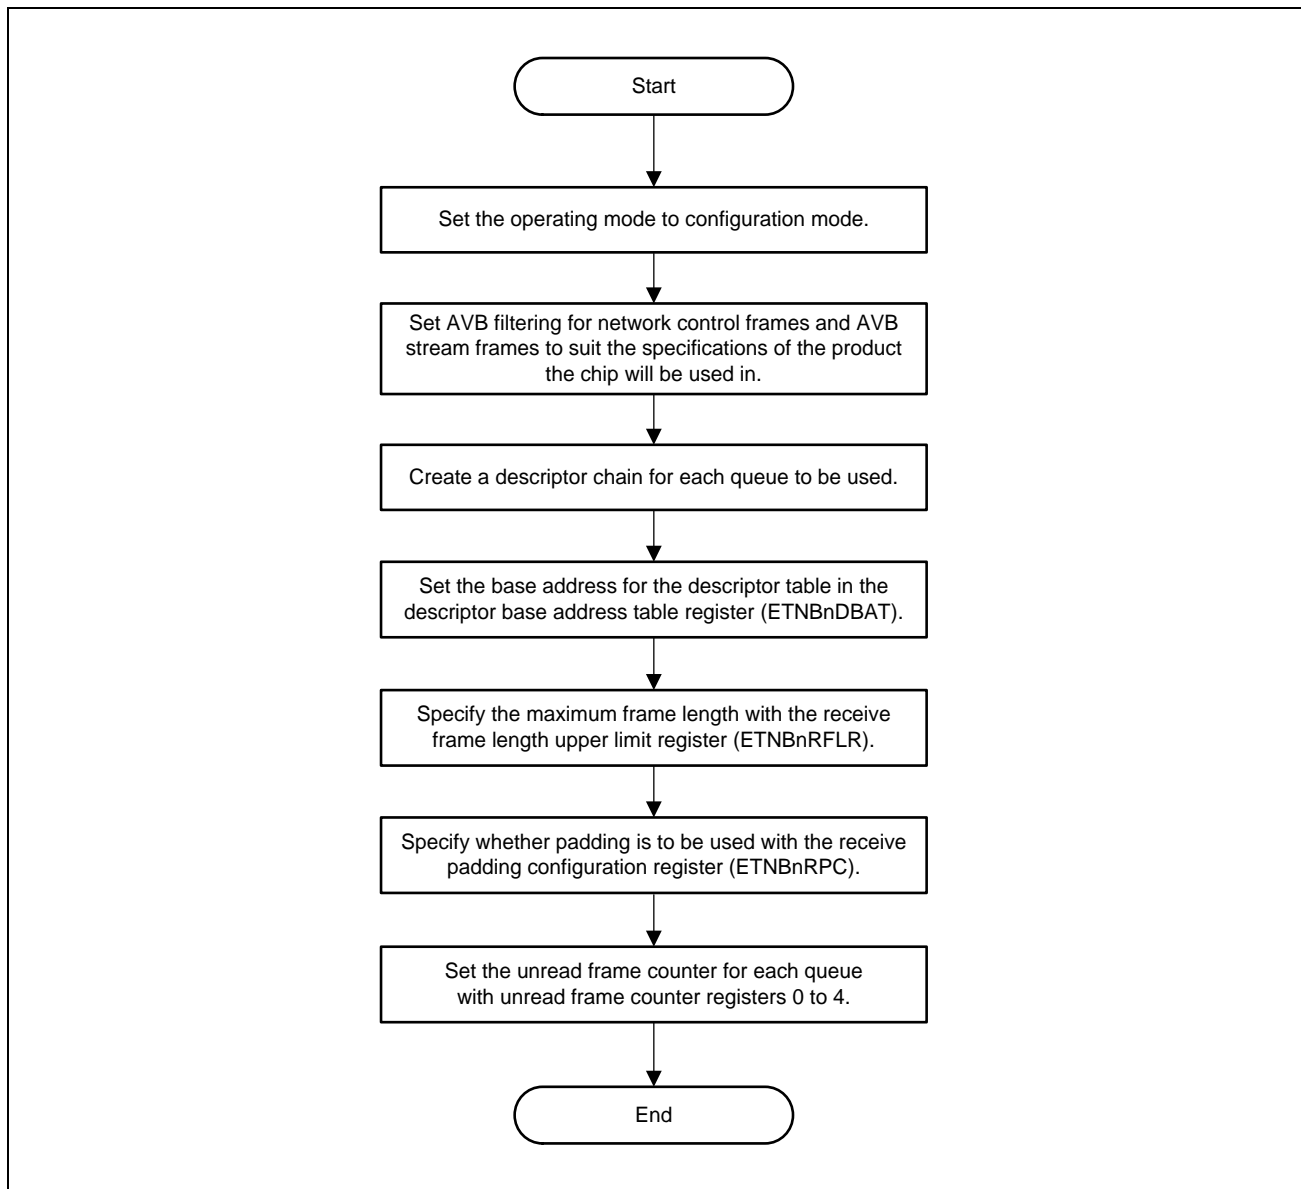 Start
Set the operating mode to configuration mode.
Set AVB filtering for network control frames and AVB
stream frames to suit the specifications of the product
the chip will be used in.
Create a descriptor chain for each queue to be used.
Set the base address for the descriptor table in the
descriptor base address table register (ETNBnDBAT).
Specify the maximum frame length with the receive
frame length upper limit register (ETNBnRFLR).
Specify whether padding is to be used with the receive
padding configuration register (ETNBnRPC).
Set the unread frame counter for each queue
with unread frame counter registers 0 to 4.
End